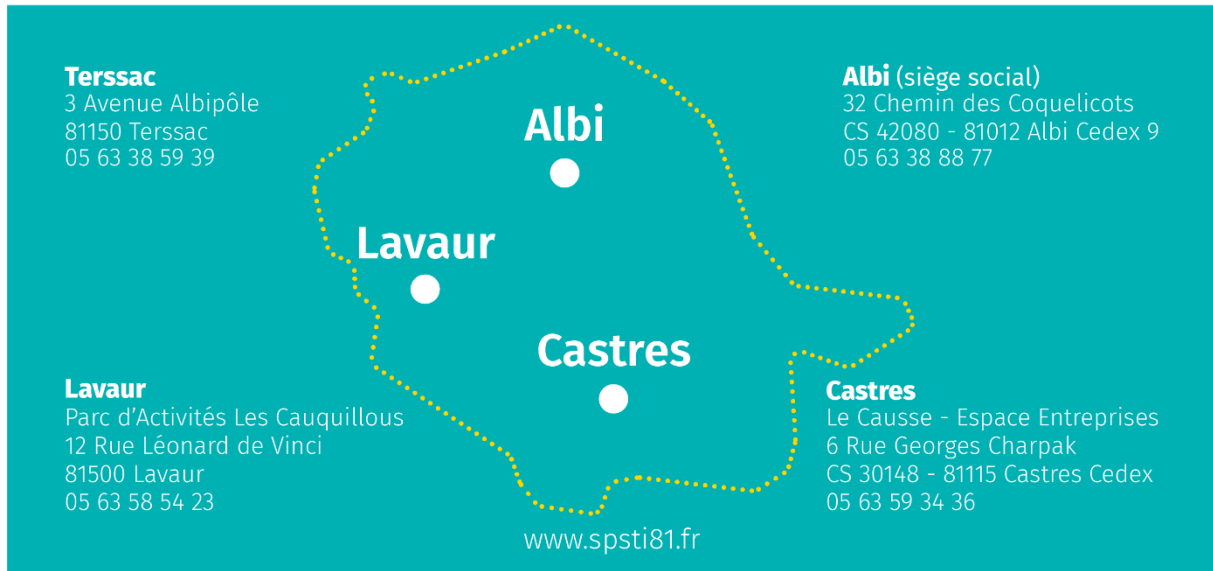 Terssac
3 Avenue Albipôle
81150 Terssac
05 63 38 59 39
Albi (siège social)
32 Chemin des Coquelicots
CS 42080 - 81012 Albi Cedex 9
05 63 38 88 77
Albi
Lavaur
Castres
Lavaur
Parc d’Activités Les Cauquillous
12 Rue Léonard de Vinci
81500 Lavaur
05 63 58 54 23
Castres
Le Causse - Espace Entreprises
6 Rue Georges Charpak
CS 30148 - 81115 Castres Cedex
05 63 59 34 36
www.spsti81.fr